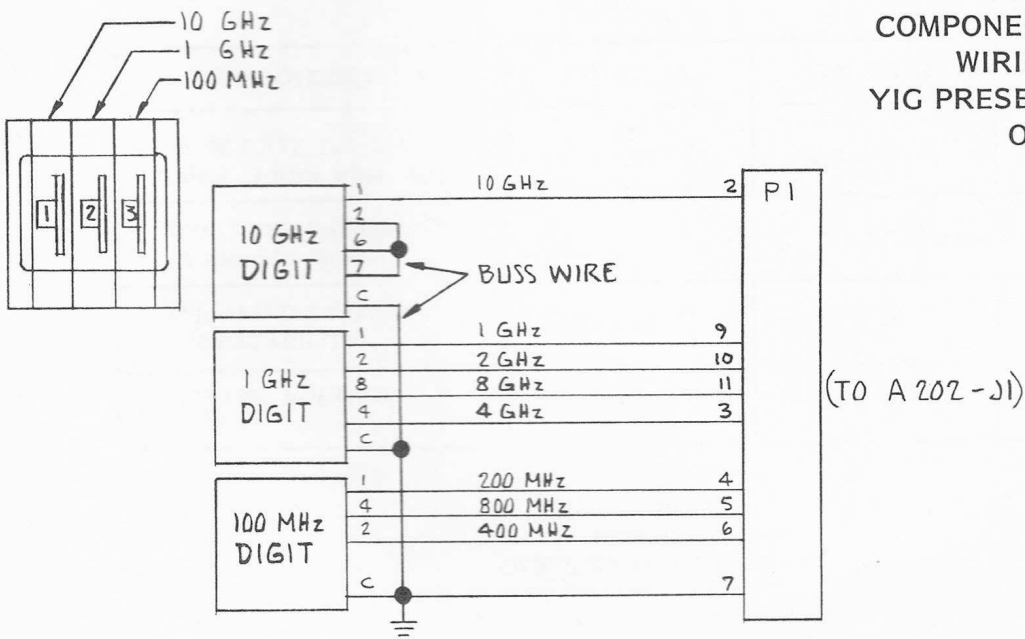 10 GHz
1 GHz
100 MHz
COMPONE
WIRI
YIG PRESE
O
1 2 3
10 GHz
DIGIT
1
2
6
7
C
10 GHz
2
P1
BUSS WIRE
1 GHz
DIGIT
1
2
8
4
C
1 GHz
2 GHz
8 GHz
4 GHz
9
10
11
3
(TO A202-J1)
100 MHz
DIGIT
1
4
2
C
200 MHz
800 MHz
400 MHz
4
5
6
7